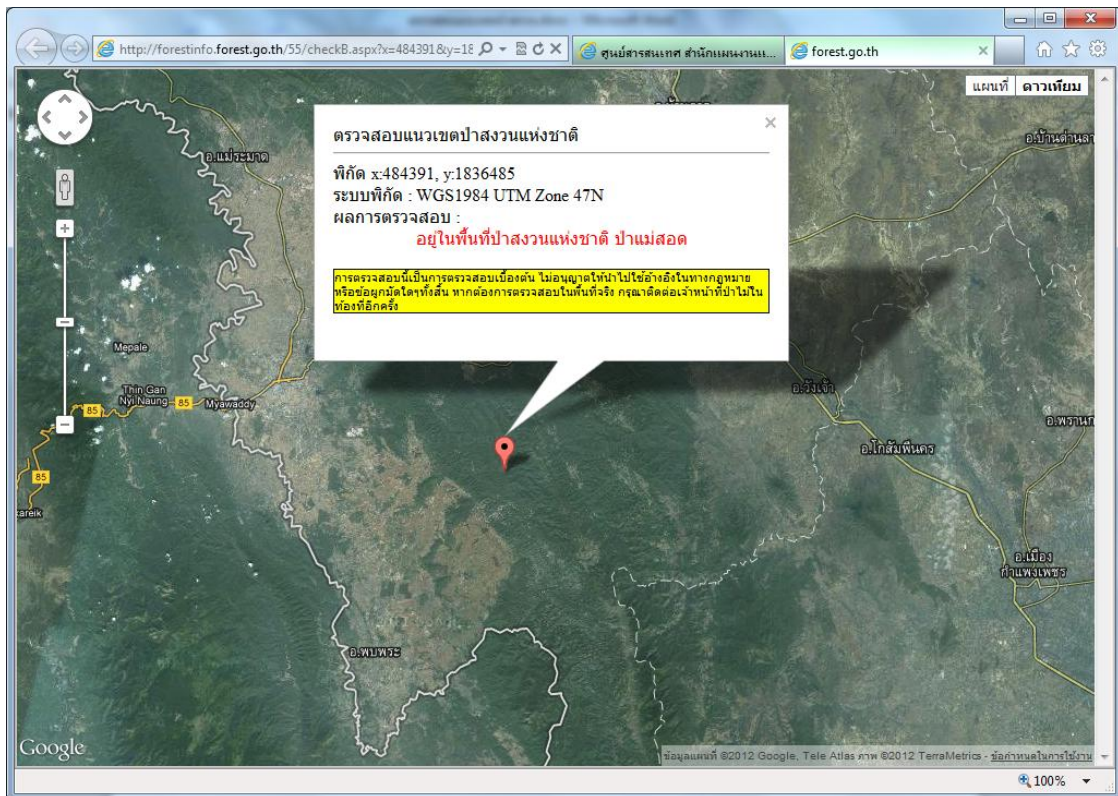 http://forestinfo.forest.go.th/55/checkB.aspx?x=484391&y=18
ศูนย์สารสนเทศ สำนักแผนงานแ...
forest.go.th
แผนที่
ดาวเทียม
ตรวจสอบแนวเขตป่าสงวนแห่งชาติ
พิกัด x:484391, y:1836485
ระบบพิกัด : WGS1984 UTM Zone 47N
ผลการตรวจสอบ :
อยู่ในพื้นที่ป่าสงวนแห่งชาติ ป่าแม่สอด
การตรวจสอบนี้เป็นการตรวจสอบเบื้องต้น ไม่อนุญาตให้นำไปใช้อ้างอิงในทางกฎหมาย
หรือข้อผูกมัดใดๆทั้งสิ้น หากต้องการตรวจสอบในพื้นที่จริง กรุณาติดต่อเจ้าหน้าที่ป่าไม้ใน
ท้องที่อีกครั้ง
อ.บ้านด่านลา
อ.แม่ระมาด
Mepale
Thin Gan
Nyi Naung
85
Myawaddy
85
85
kareik
อ.วังเจ้า
อ.พรานก
อ.โกสัมพีนคร
อ.เมือง
กำแพงเพชร
อ.พบพระ
Google
ข้อมูลแผนที่ ©2012 Google, Tele Atlas ภาพ ©2012 TerraMetrics - ข้อกำหนดในการใช้งาน
100%